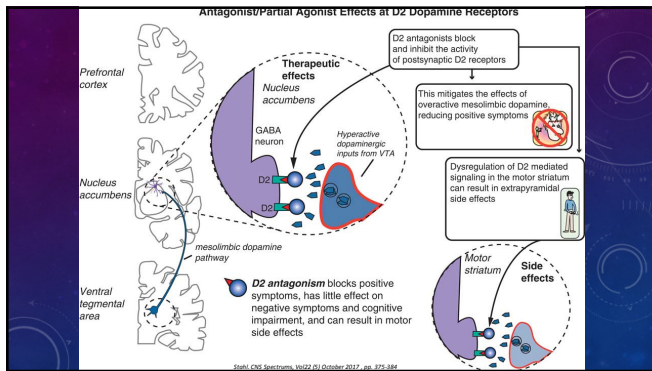 Antagonist/Partial Agonist Effects at D2 Dopamine Receptors
Prefrontal
cortex
Nucleus
accumbens
mesolimbic dopamine
pathway
Ventral
tegmental
area
Therapeutic
effects
Nucleus
accumbens
GABA
neuron
Hyperactive
dopaminergic
inputs from VTA
D2
D2
D2 antagonists block
and inhibit the activity
of postsynaptic D2 receptors
This mitigates the effects of
overactive mesolimbic dopamine,
reducing positive symptoms
Dysregulation of D2 mediated
signaling in the motor striatum
can result in extrapyramidal
side effects
D2 antagonism blocks positive
symptoms, has little effect on
negative symptoms and cognitive
impairment, and can result in motor
side effects
Motor
striatum
Side
effects
Stahl. CNS Spectrums, Vol22 (5) October 2017 , pp. 375-384